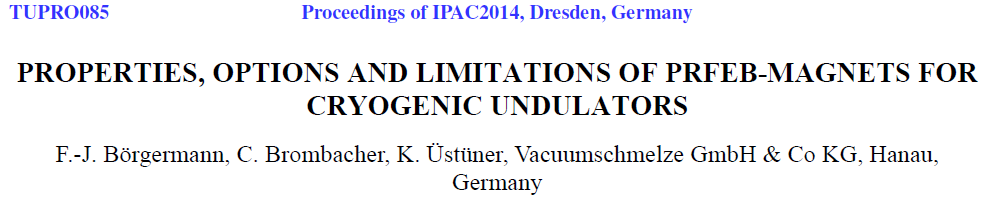 TUPRO085 Proceedings of IPAC2014, Dresden, Germany
PROPERTIES, OPTIONS AND LIMITATIONS OF PRFEB-MAGNETS FOR
CRYOGENIC UNDULATORS
F.-J. Börgermann, C. Brombacher, K. Üstüner, Vacuumschmelze GmbH & Co KG, Hanau,
Germany